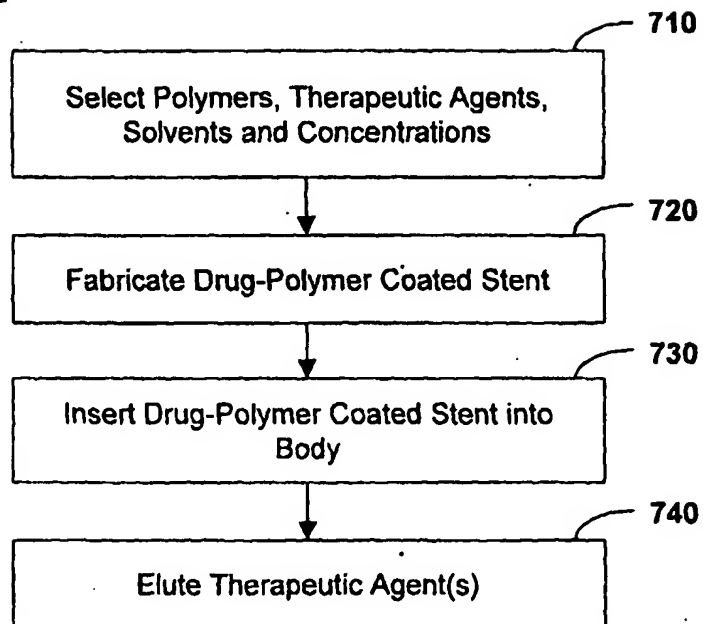 710
Select Polymers, Therapeutic Agents,
Solvents and Concentrations
720
Fabricate Drug-Polymer Coated Stent
730
Insert Drug-Polymer Coated Stent into
Body
740
Elute Therapeutic Agent(s)